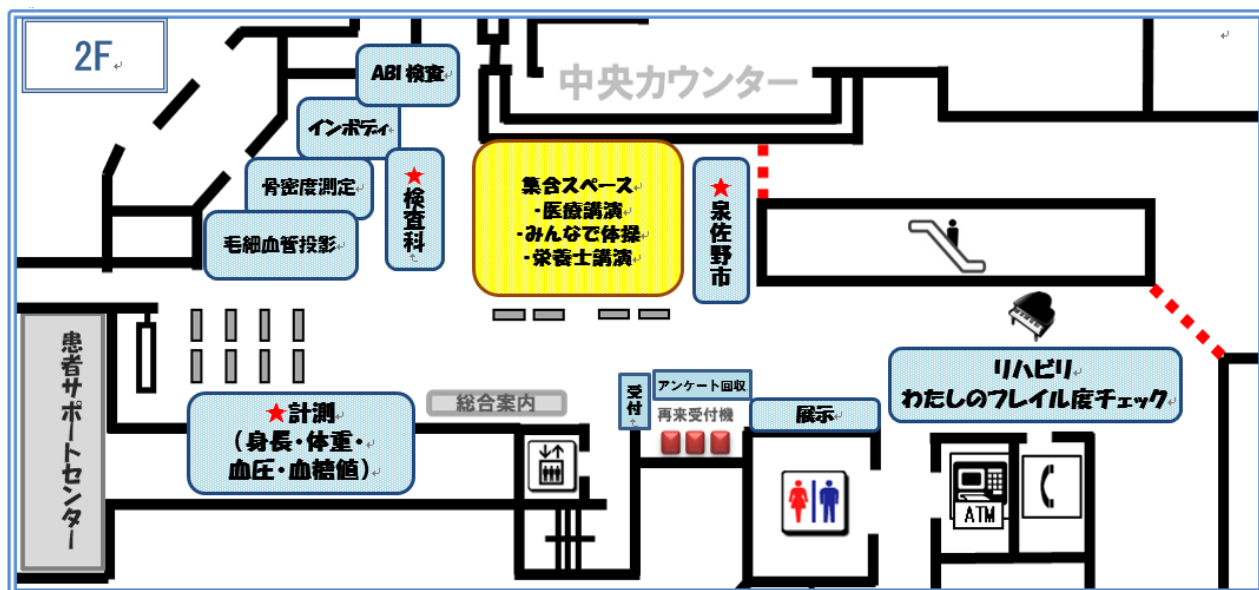 2F
ABI 検査
中央カウンター
インボディ
骨密度測定
★検査科
毛細血管投影
集合スペース
・医療講演
・みんなで体操
・栄養士講演
★泉佐野市
患者サポートセンター
★計測
(身長・体重・
血圧・血糖値)
総合案内
受付
アンケート回収
再来受付機
展示
リハビリ
わたしのフレイル度チェック
ATM